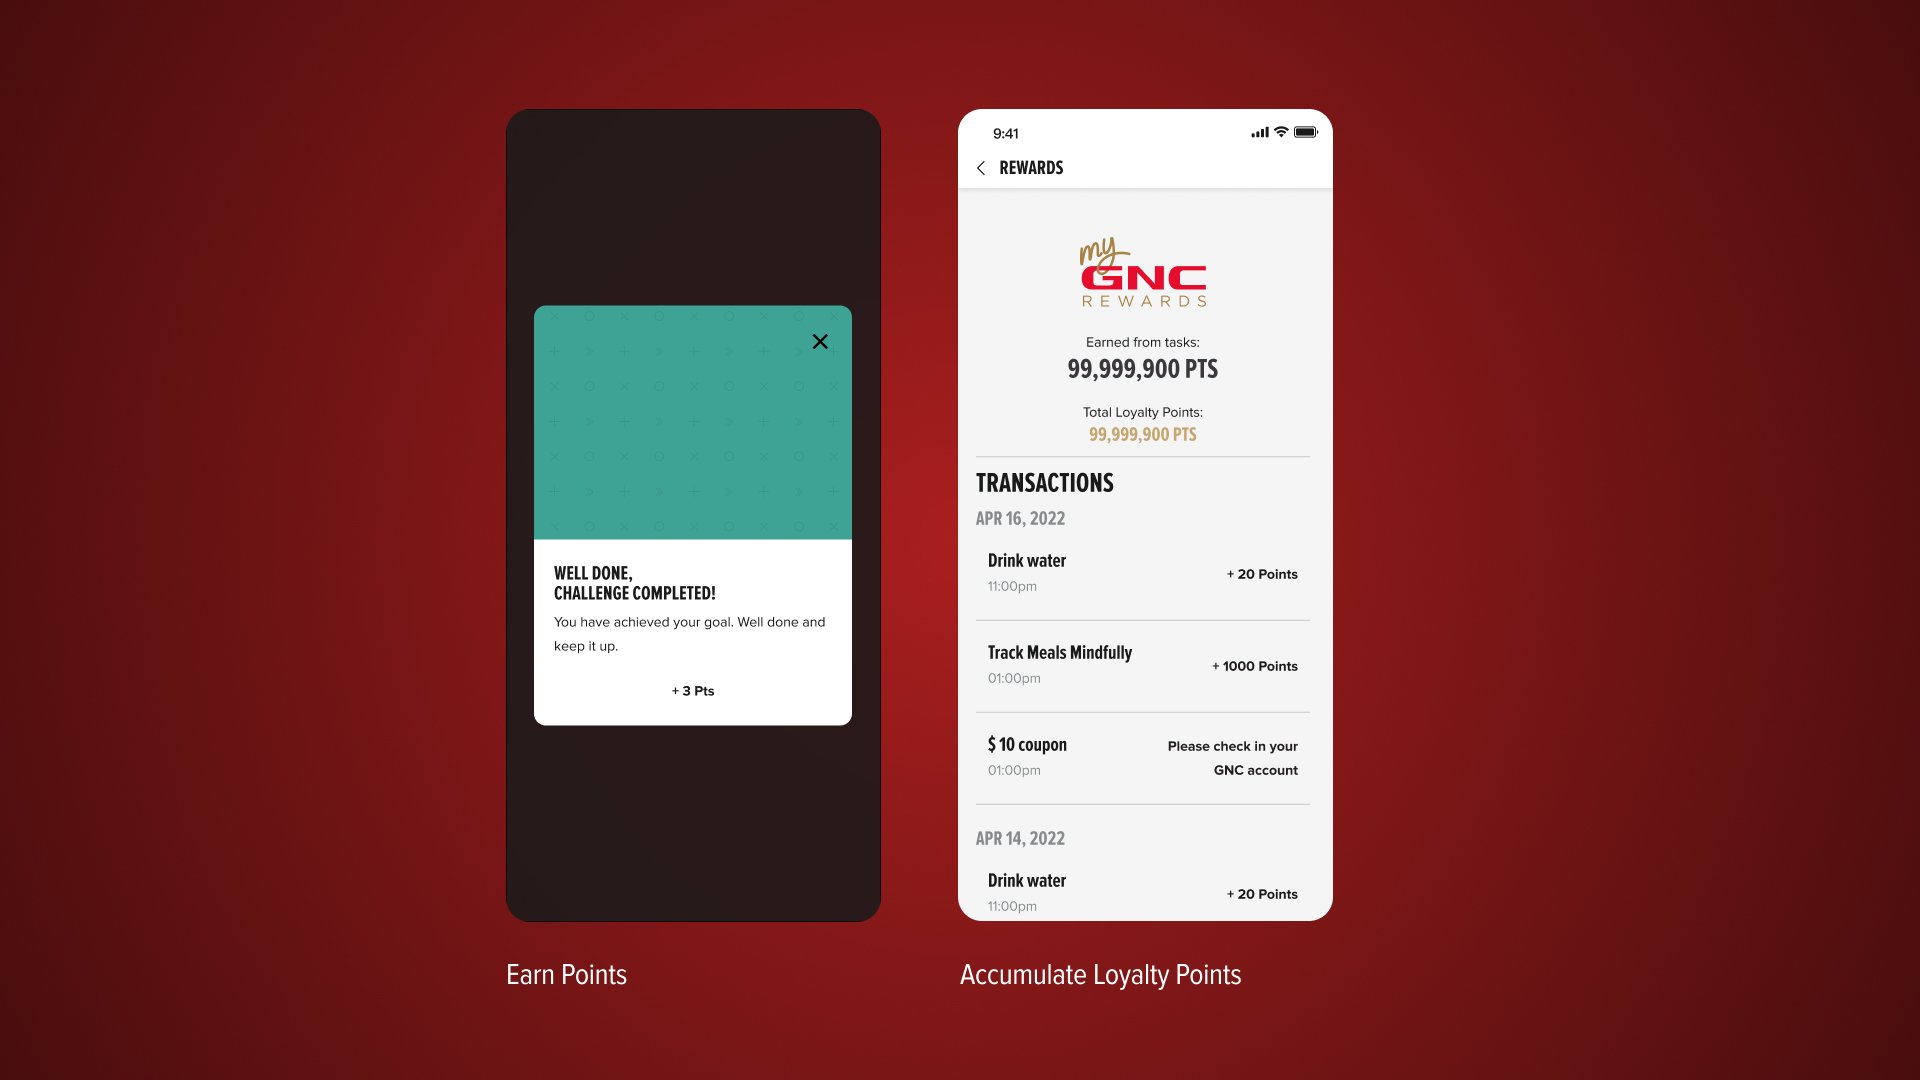 WELL DONE,
CHALLENGE COMPLETED!
You have achieved your goal. Well done and
keep it up.
+ 3 Pts
Earn Points
9:41
REWARDS
my
GNC
REWARDS
Earned from tasks:
99,999,900 PTS
Total Loyalty Points:
99,999,900 PTS
TRANSACTIONS
APR 16, 2022
Drink water
+ 20 Points
11:00pm
Track Meals Mindfully
+ 1000 Points
01:00pm
$ 10 coupon
Please check in your
GNC account
01:00pm
APR 14, 2022
Drink water
+ 20 Points
11:00pm
Accumulate Loyalty Points